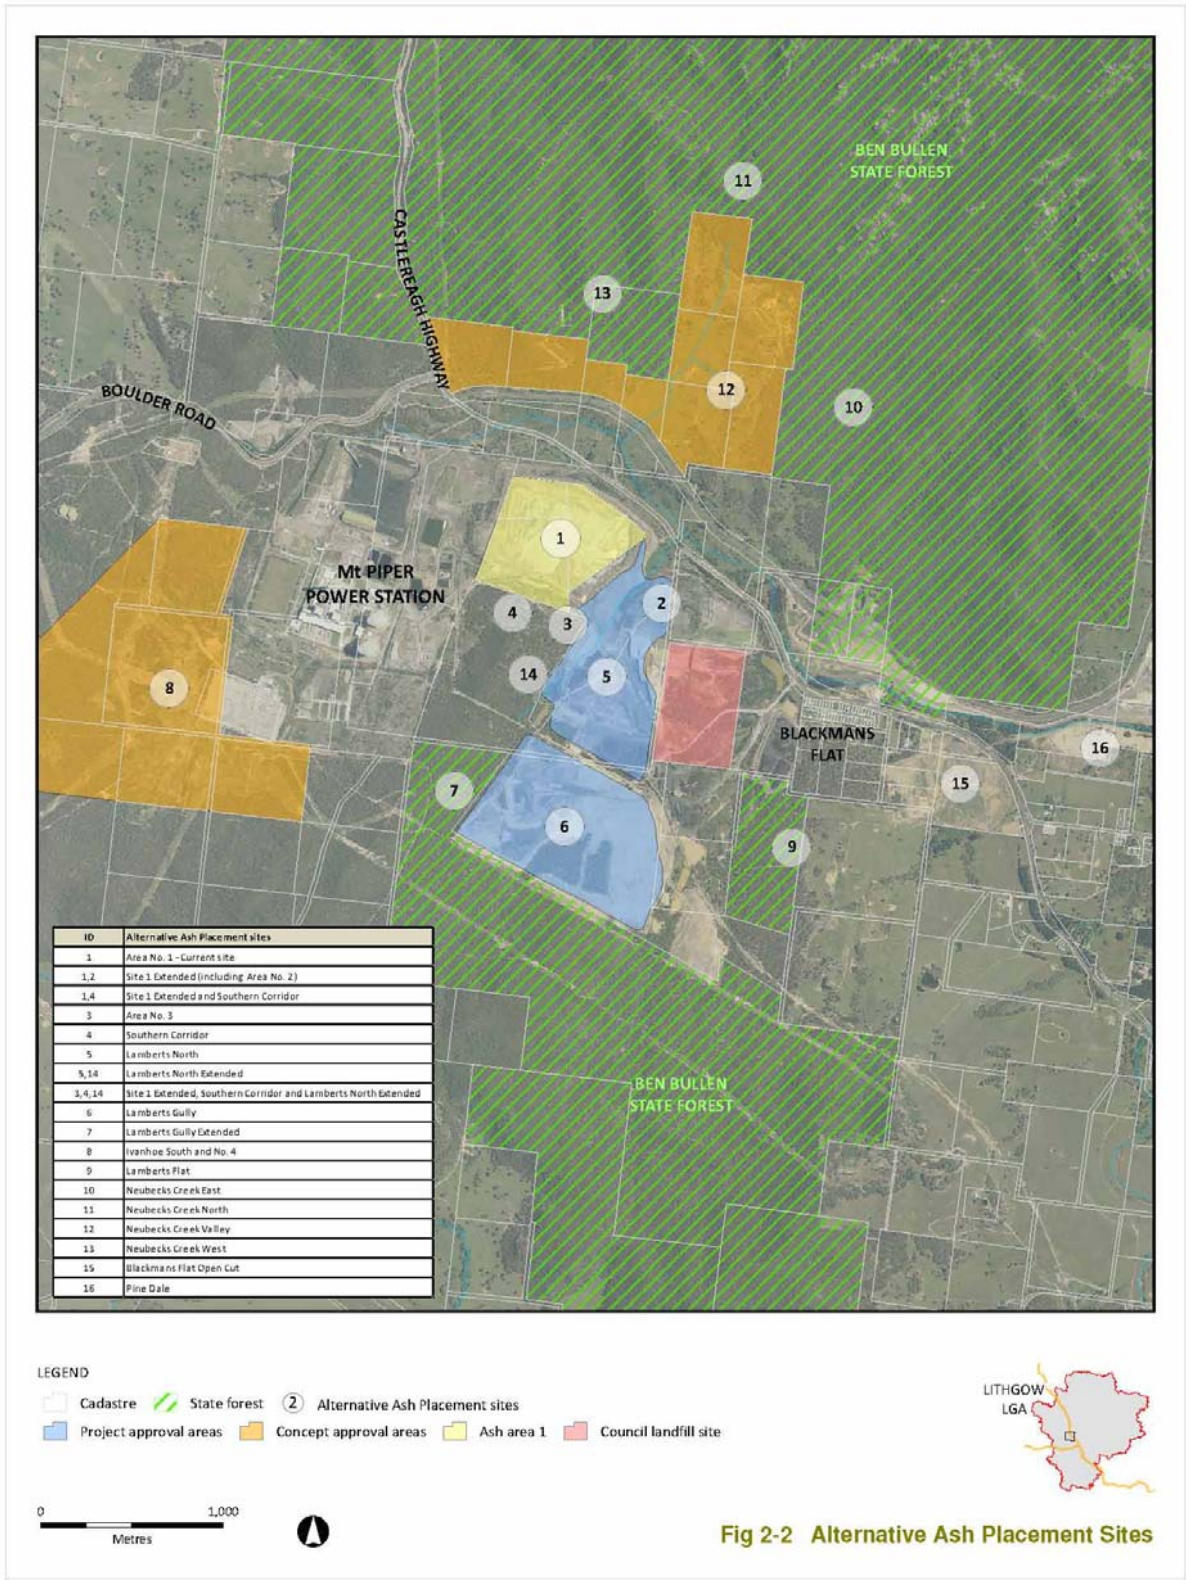 BEN BULLEN
STATE FOREST
11
CASTLEREAGH HIGHWAY
13
BOULDER ROAD
12
10
1
Mt PIPER
POWER STATION
4
3
2
14
5
8
BLACKMANS
FLAT
16
15
7
6
9
ID Alternative Ash Placement sites
1 Area No. 1 - Current site
1,2 Site 1 Extended (including Area No. 2)
1,4 Site 1 Extended and Southern Corridor
3 Area No. 3
4 Southern Corridor
5 Lamberts North
5,14 Lamberts North Extended
3,4,14 Site 1 Extended, Southern Corridor and Lamberts North Extended
6 Lamberts Gully
7 Lamberts Gully Extended
8 Ivanhoe South and No. 4
9 Lamberts Flat
10 Neubecks Creek East
11 Neubecks Creek North
12 Neubecks Creek Valley
13 Neubecks Creek West
15 Blackmans Flat Open Cut
16 Pine Dale
BEN BULLEN
STATE FOREST
LEGEND
Cadastre State forest 2 Alternative Ash Placement sites
Project approval areas Concept approval areas Ash area 1 Council landfill site
LITHGOW
LGA
0 1,000
Metres
Fig 2-2 Alternative Ash Placement Sites